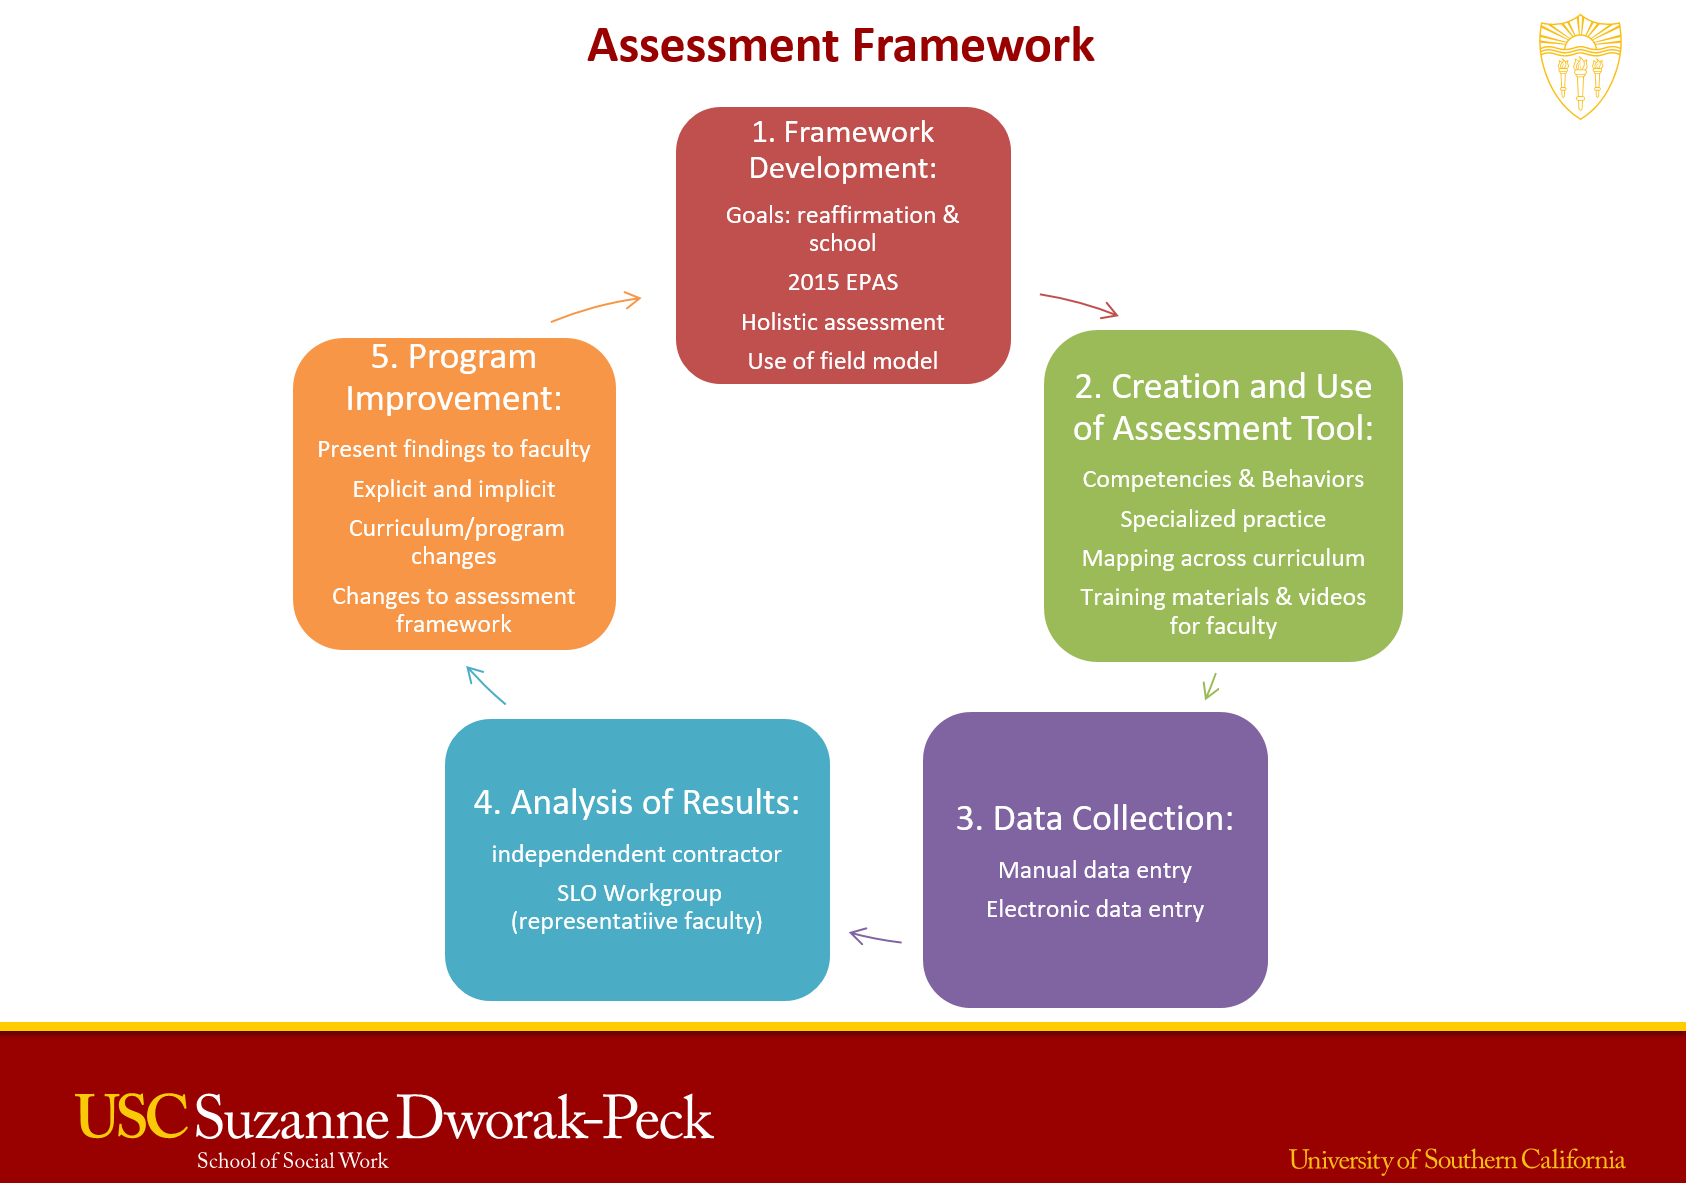 Assessment Framework
1. Framework
Development:
Goals: reaffirmation &
school
2015 EPAS
Holistic assessment
Use of field model
2. Creation and Use
of Assessment Tool:
Competencies & Behaviors
Specialized practice
Mapping across curriculum
Training materials & videos
for faculty
3. Data Collection:
Manual data entry
Electronic data entry
4. Analysis of Results:
independendent contractor
SLO Workgroup
(representatiive faculty)
5. Program
Improvement:
Present findings to faculty
Explicit and implicit
Curriculum/program
changes
Changes to assessment
framework
USC Suzanne Dworak-Peck
School of Social Work
University of Southern California